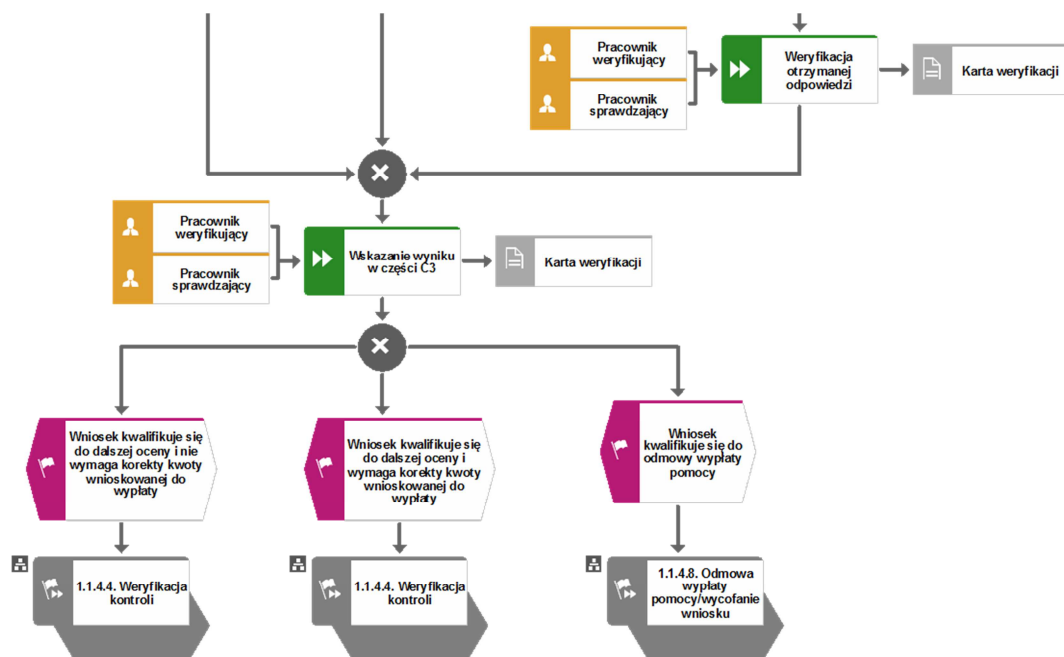 Pracownik
weryfikujący
Pracownik
sprawdzający
Weryfikacja
otrzymanej
odpowiedzi
Karta weryfikacji
Pracownik
weryfikujący
Pracownik
sprawdzający
Wskazanie wyniku
w części C3
Karta weryfikacji
Wniosek kwalifikuje się
do dalszej oceny i nie
wymaga korekty kwoty
wnioskowanej do
wypłaty
Wniosek kwalifikuje się
do dalszej oceny i
wymaga korekty kwoty
wnioskowanej do
wypłaty
Wniosek
kwalifikuje się do
odmowy wypłaty
pomocy
1.1.4.4. Weryfikacja
kontroli
1.1.4.4. Weryfikacja
kontroli
1.1.4.8. Odmowa
wypłaty
pomocy/wycofanie
wniosku